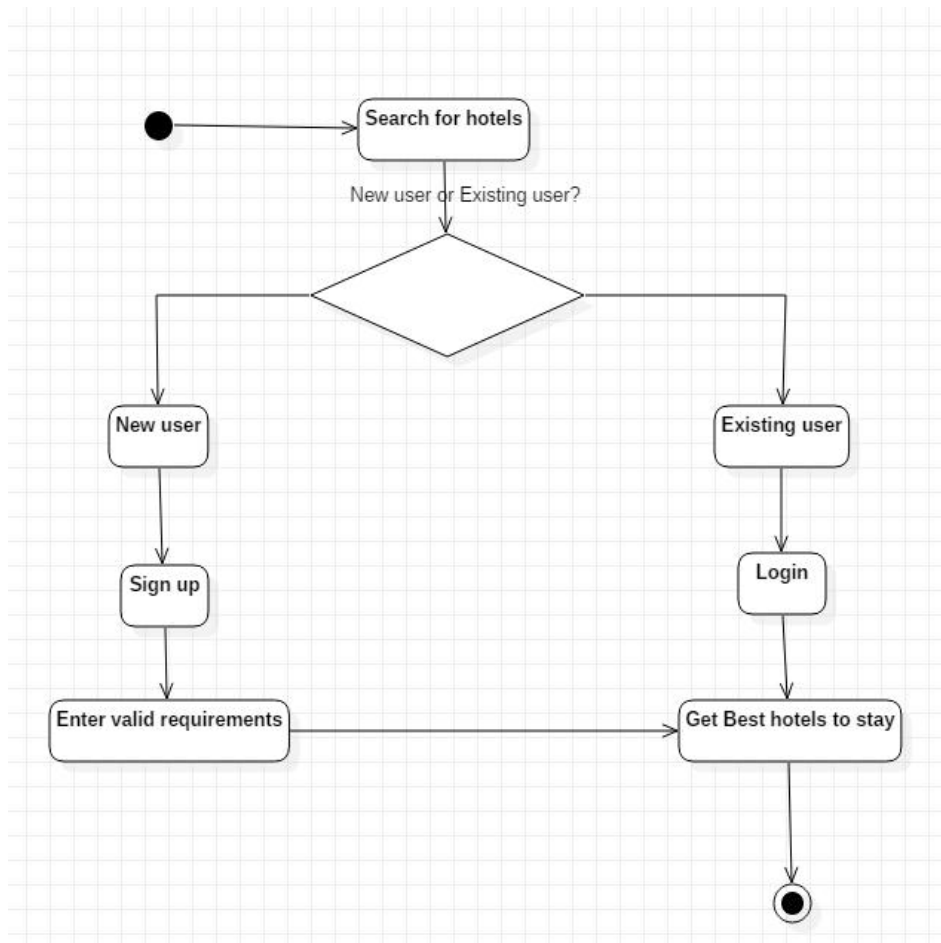 Search for hotels
New user or Existing user?
New user
Existing user
Sign up
Login
Enter valid requirements
Get Best hotels to stay